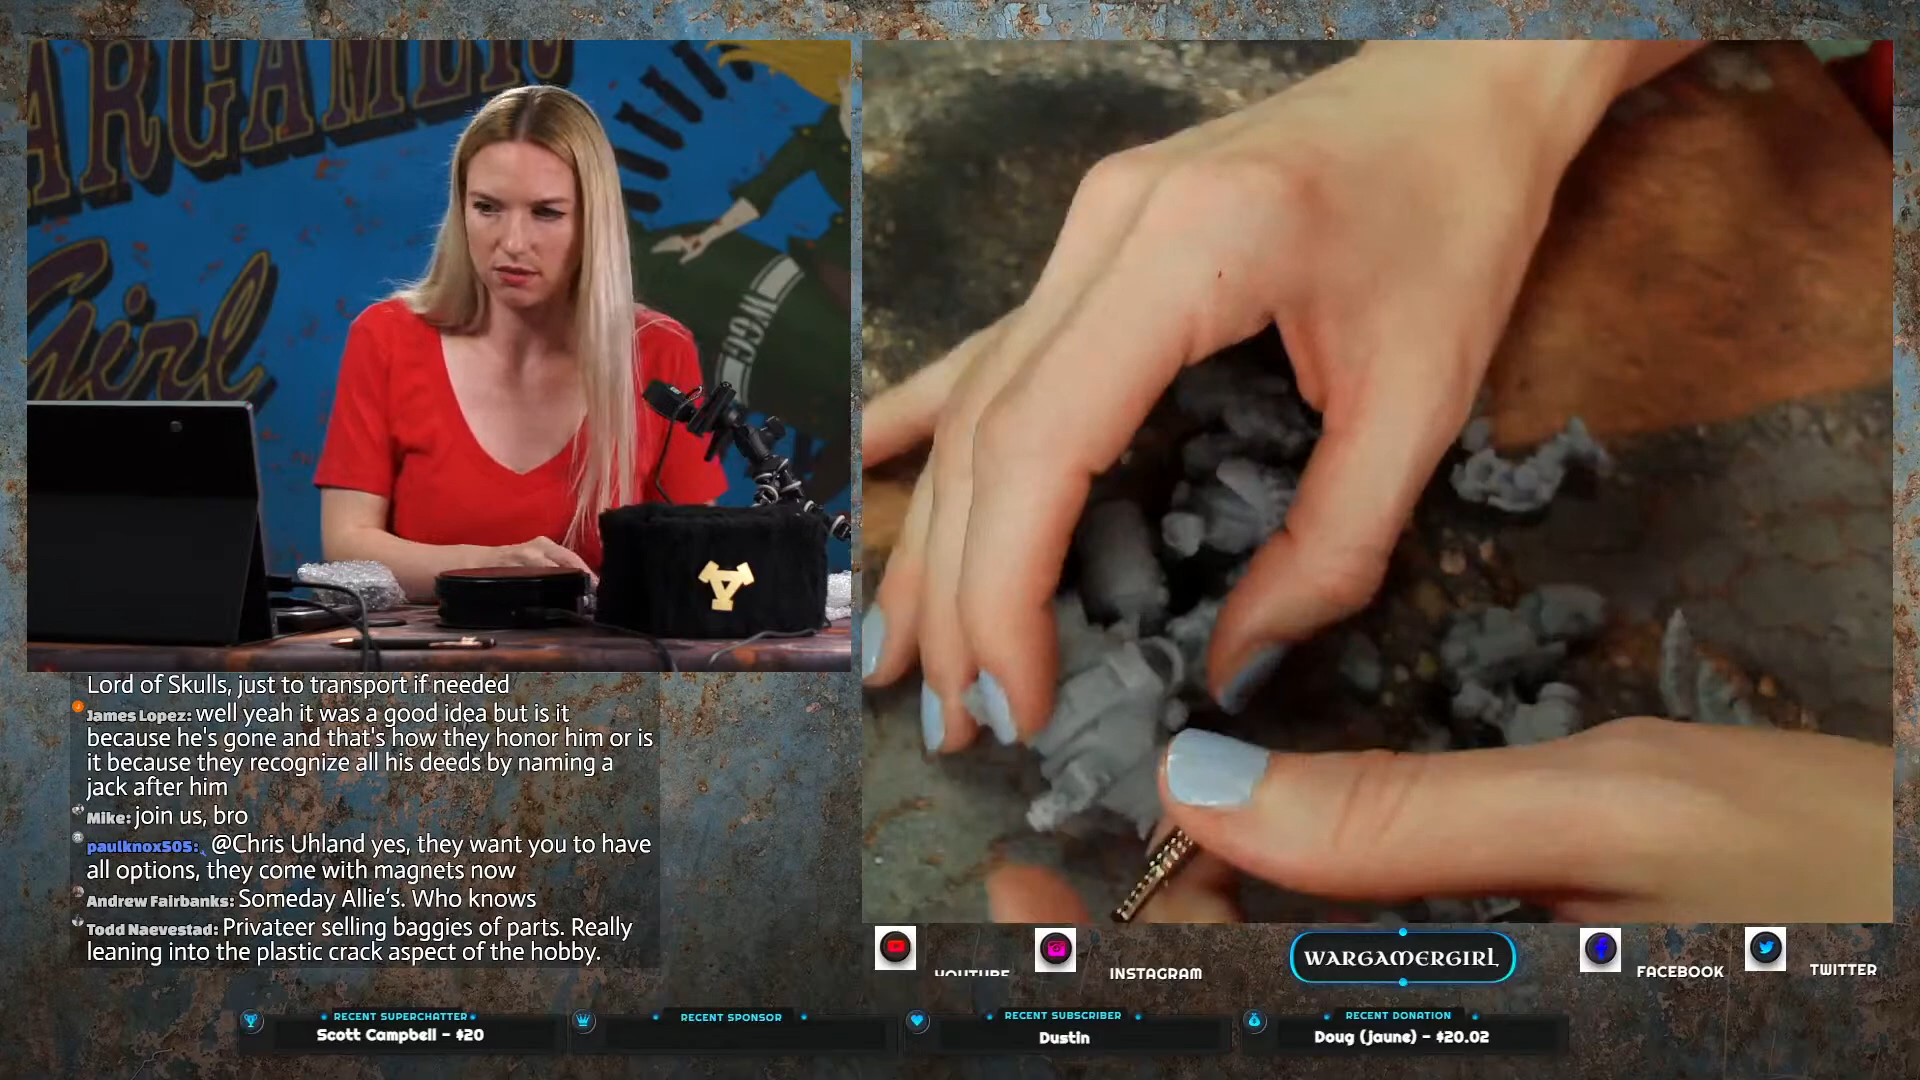 WARGAMER
Girl
WGG
Lord of Skulls, just to transport if needed
James Lopez: well yeah it was a good idea but is it
because he's gone and that's how they honor him or is
it because they recognize all his deeds by naming a
jack after him
Mike: join us, bro
paulknox505: @Chris Uhland yes, they want you to have
all options, they come with magnets now
Andrew Fairbanks: Someday Allie's. Who knows
Todd Naevestad: Privateer selling baggies of parts. Really
leaning into the plastic crack aspect of the hobby.
YOUTUBE
INSTAGRAM
WARGAMERGIRL
FACEBOOK
TWITTER
RECENT SUPERCHATTER
Scott Campbell - $20
RECENT SPONSOR
RECENT SUBSCRIBER
Dustin
RECENT DONATION
Doug (jaune) - $20.02